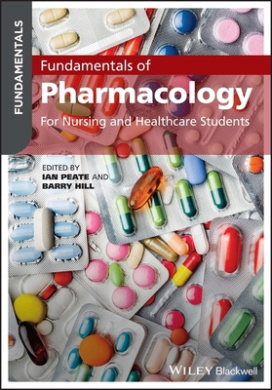 FUNDAMENTALS
Fundamentals of
Pharmacology
For Nursing and Healthcare Students
EDITED BY
IAN PEATE AND
BARRY HILL
WILEY Blackwell